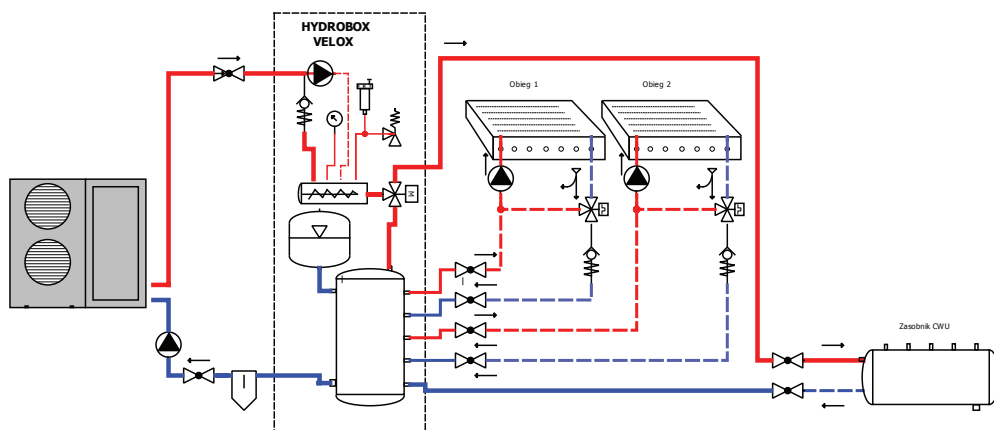 HYDROBOX
VELOX
Obieg 1
Obieg 2
M
M
M
Zasobnik CWU